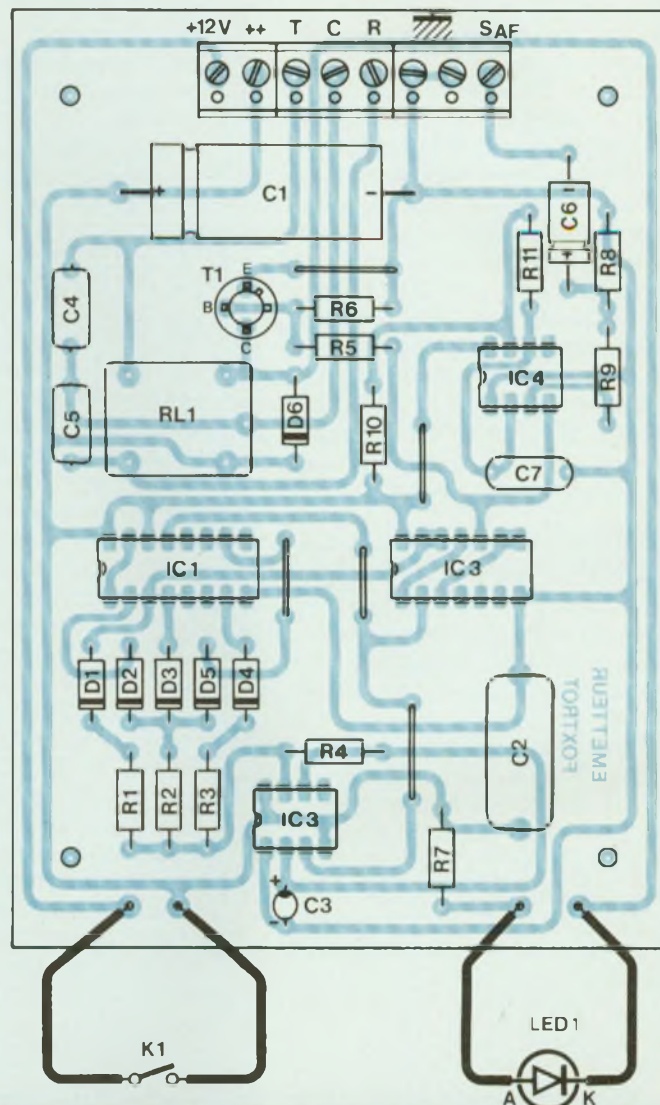 +12V ++ T C R SAF
+ C1 -
- C6 +
T1 E B C
R11 R8
C4
R6
R5
IC4 R9
C5 RL1 D6
R10
C7
IC1 IC3
D1 D2 D3 D5 D4
FOXTROT
EMETTEUR
C2
R4
R1 R2 R3
IC3
R7
+ C3 -
K1
LED1
A K